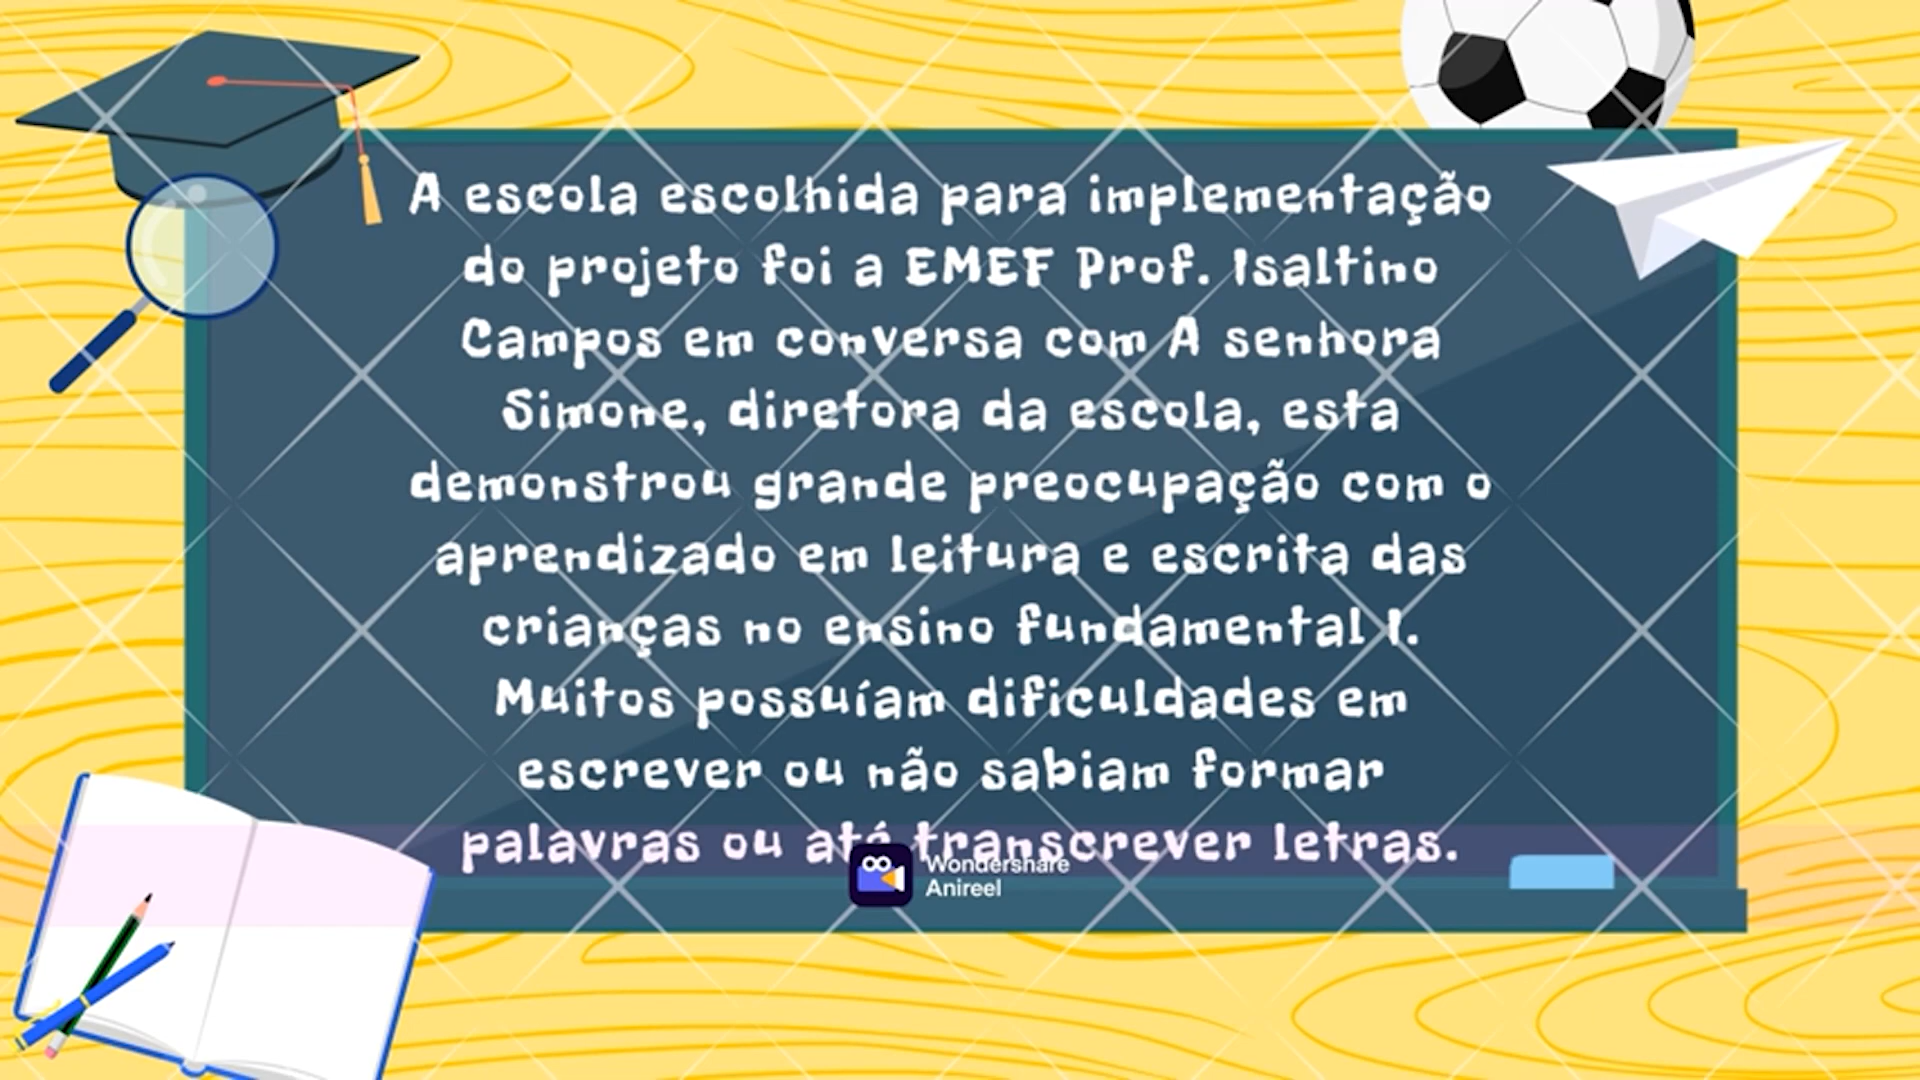 A escola escolhida para implementação
do projeto foi a EMEF Prof. Isaltino
Campos em conversa com A senhora
Simone, diretora da escola, esta
demonstrou grande preocupação com o
aprendizado em leitura e escrita das
crianças no ensino fundamental 1.
Muitos possuíam dificuldades em
escrever ou não sabiam formar
palavras ou até transcrever letras.
Wondershare
Anireel